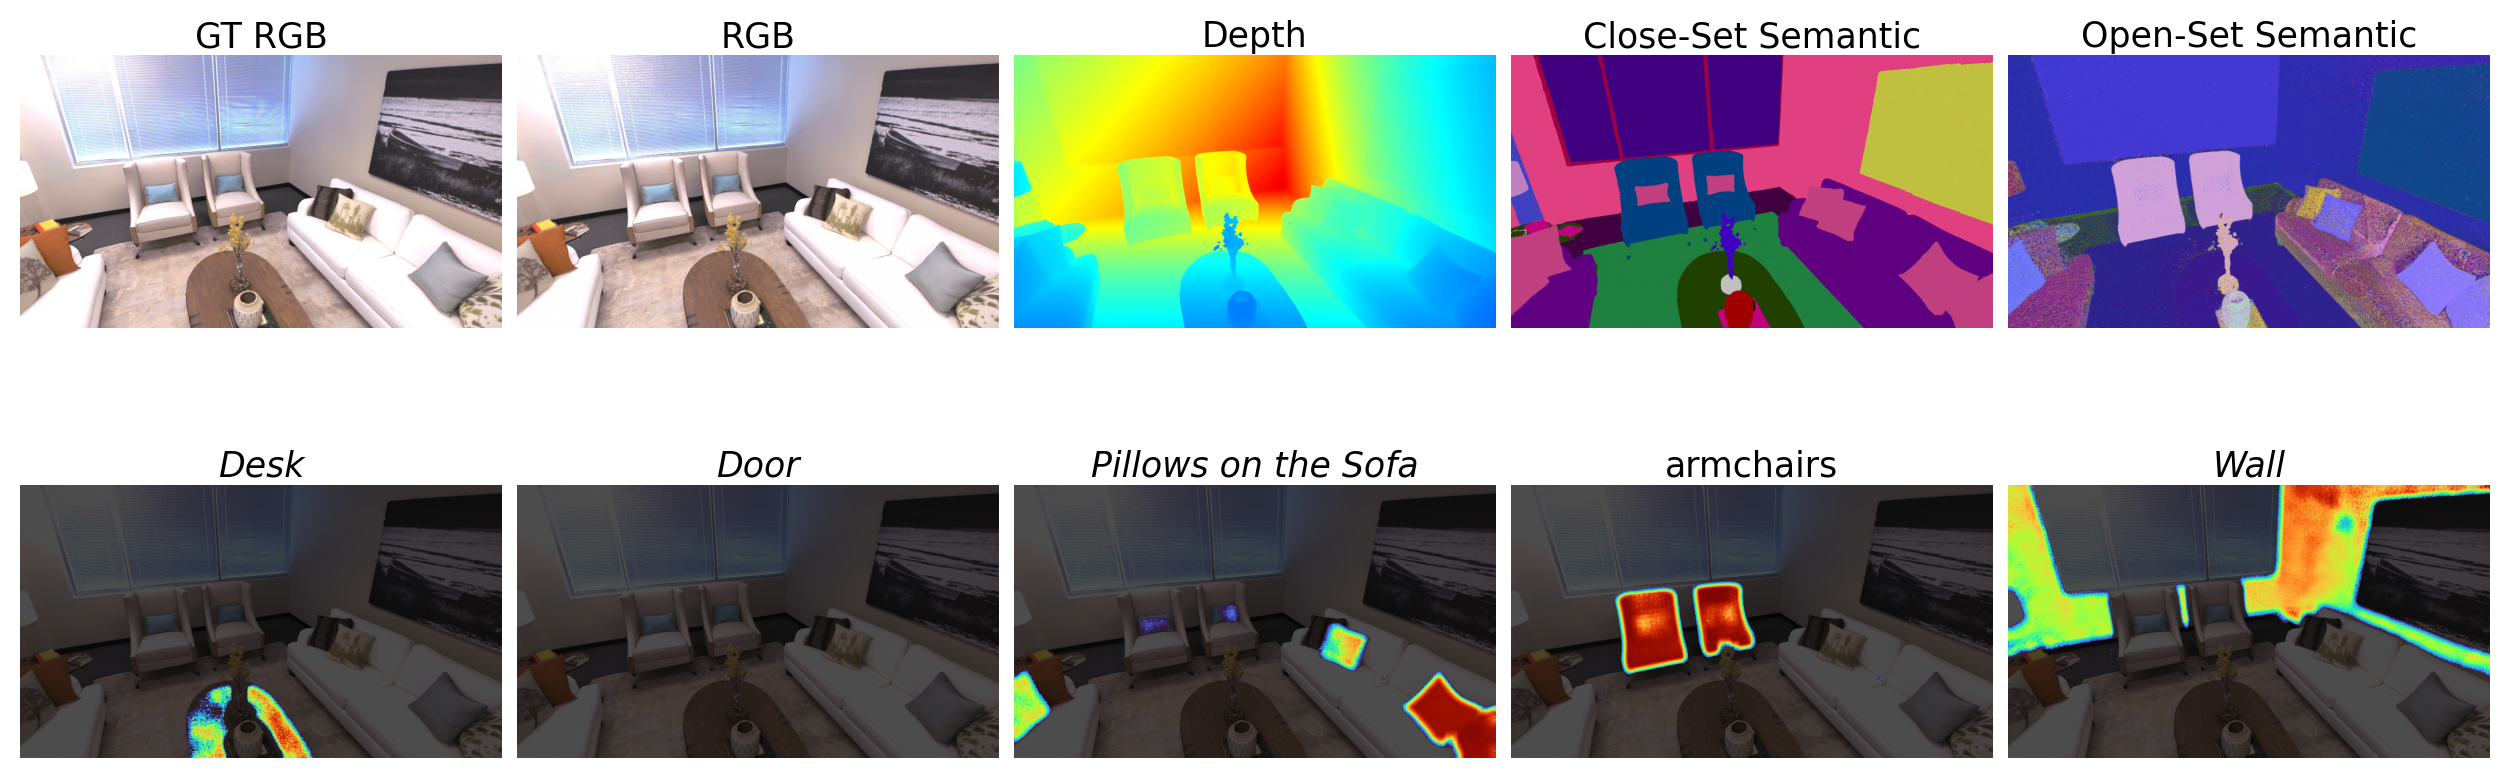 GT RGB
RGB
Depth
Close-Set Semantic
Open-Set Semantic
Desk
Door
Pillows on the Sofa
armchairs
Wall